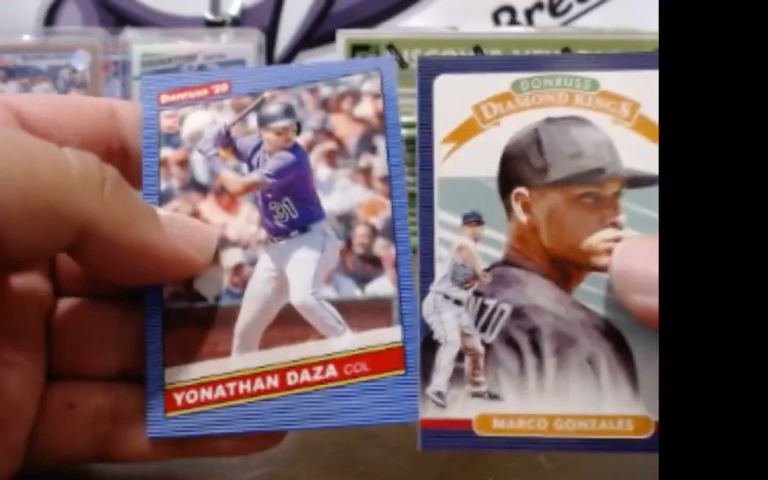 Donruss '20
31
YONATHAN DAZA COL
DONRUSS
DIAMOND KINGS
MARCO GONZALES